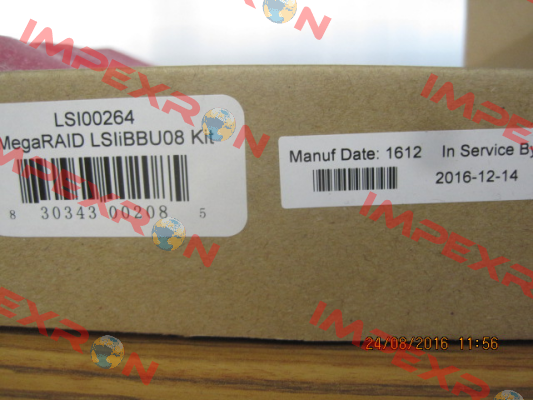 LSI00264
MegaRAID LSIiBBU08 Kit
8 30343 00208 5
Manuf Date: 1612 In Service By
2016-12-14
24/08/2016 11:56
IMPEXRON
IMPEXRON
IMPEXRON
IMPEXRON
IMPEXRON